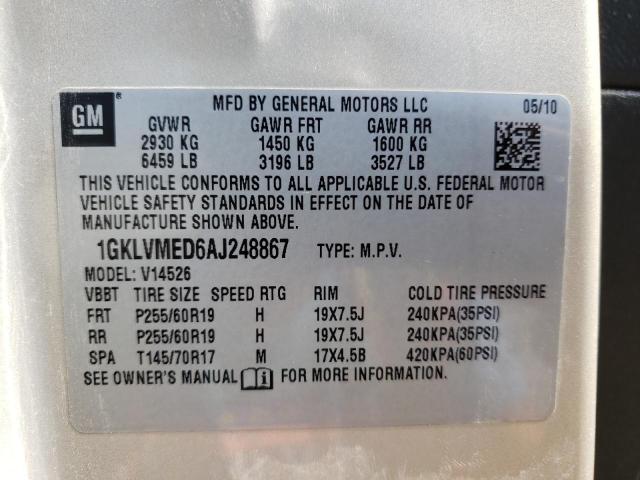 GM ® MFD BY GENERAL MOTORS LLC 05/10
GVWR GAWR FRT GAWR RR
2930 KG 1450 KG 1600 KG
6459 LB 3196 LB 3527 LB
THIS VEHICLE CONFORMS TO ALL APPLICABLE U.S. FEDERAL MOTOR
VEHICLE SAFETY STANDARDS IN EFFECT ON THE DATE OF
MANUFACTURE SHOWN ABOVE.
1GKLVMED6AJ248867 TYPE: M.P.V.
MODEL: V14526
VBBT TIRE SIZE SPEED RTG RIM COLD TIRE PRESSURE
FRT P255/60R19 H 19X7.5J 240KPA(35PSI)
RR P255/60R19 H 19X7.5J 240KPA(35PSI)
SPA T145/70R17 M 17X4.5B 420KPA(60PSI)
SEE OWNER'S MANUAL i FOR MORE INFORMATION.